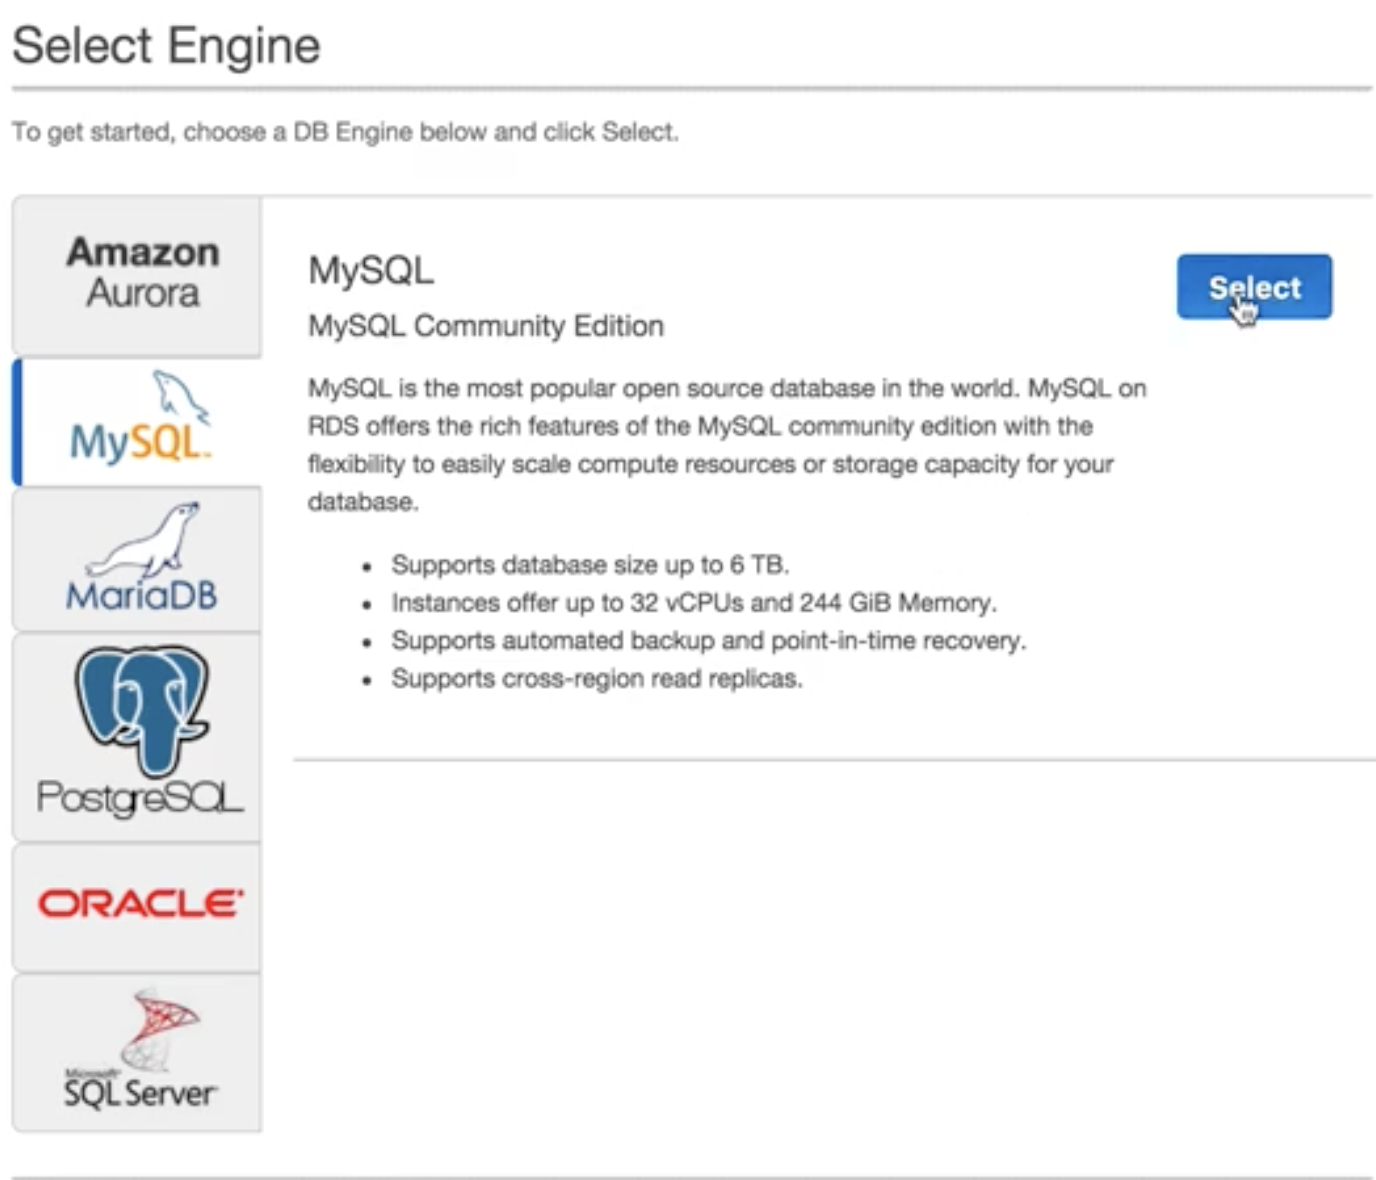 Select Engine
To get started, choose a DB Engine below and click Select.
Amazon
Aurora
MySQL™
MariaDB
PostgreSQL
ORACLE®
Microsoft®
SQL Server
MySQL
Select
MySQL Community Edition
MySQL is the most popular open source database in the world. MySQL on
RDS offers the rich features of the MySQL community edition with the
flexibility to easily scale compute resources or storage capacity for your
database.
• Supports database size up to 6 TB.
• Instances offer up to 32 vCPUs and 244 GiB Memory.
• Supports automated backup and point-in-time recovery.
• Supports cross-region read replicas.